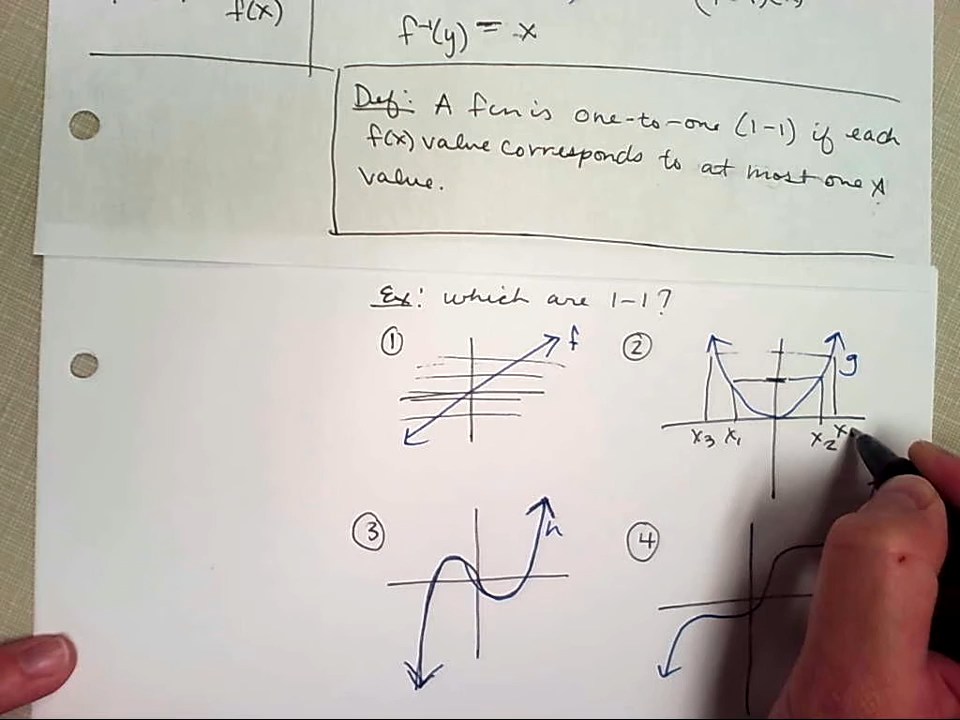 f(x)
f⁻¹(y) = x
Def: A fcn is one-to-one (1-1) if each
f(x) value corresponds to at most one x
value.
Ex: which are 1-1?
① f ②
g
x3 x1 x2 x
③ h ④